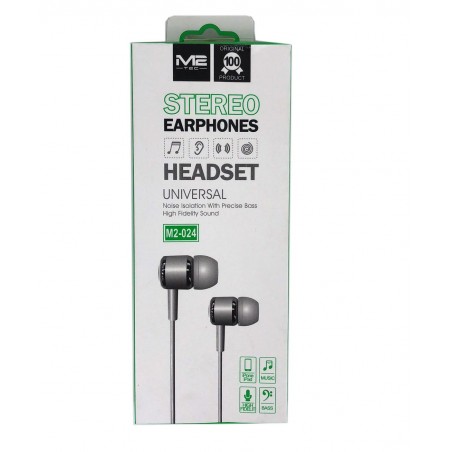 M2
TEC
ORIGINAL
100
PRODUCT
STEREO
EARPHONES
HEADSET
UNIVERSAL
Noise Isolation With Precise Bass
High Fidelity Sound
M2-024
MUSIC
BASS